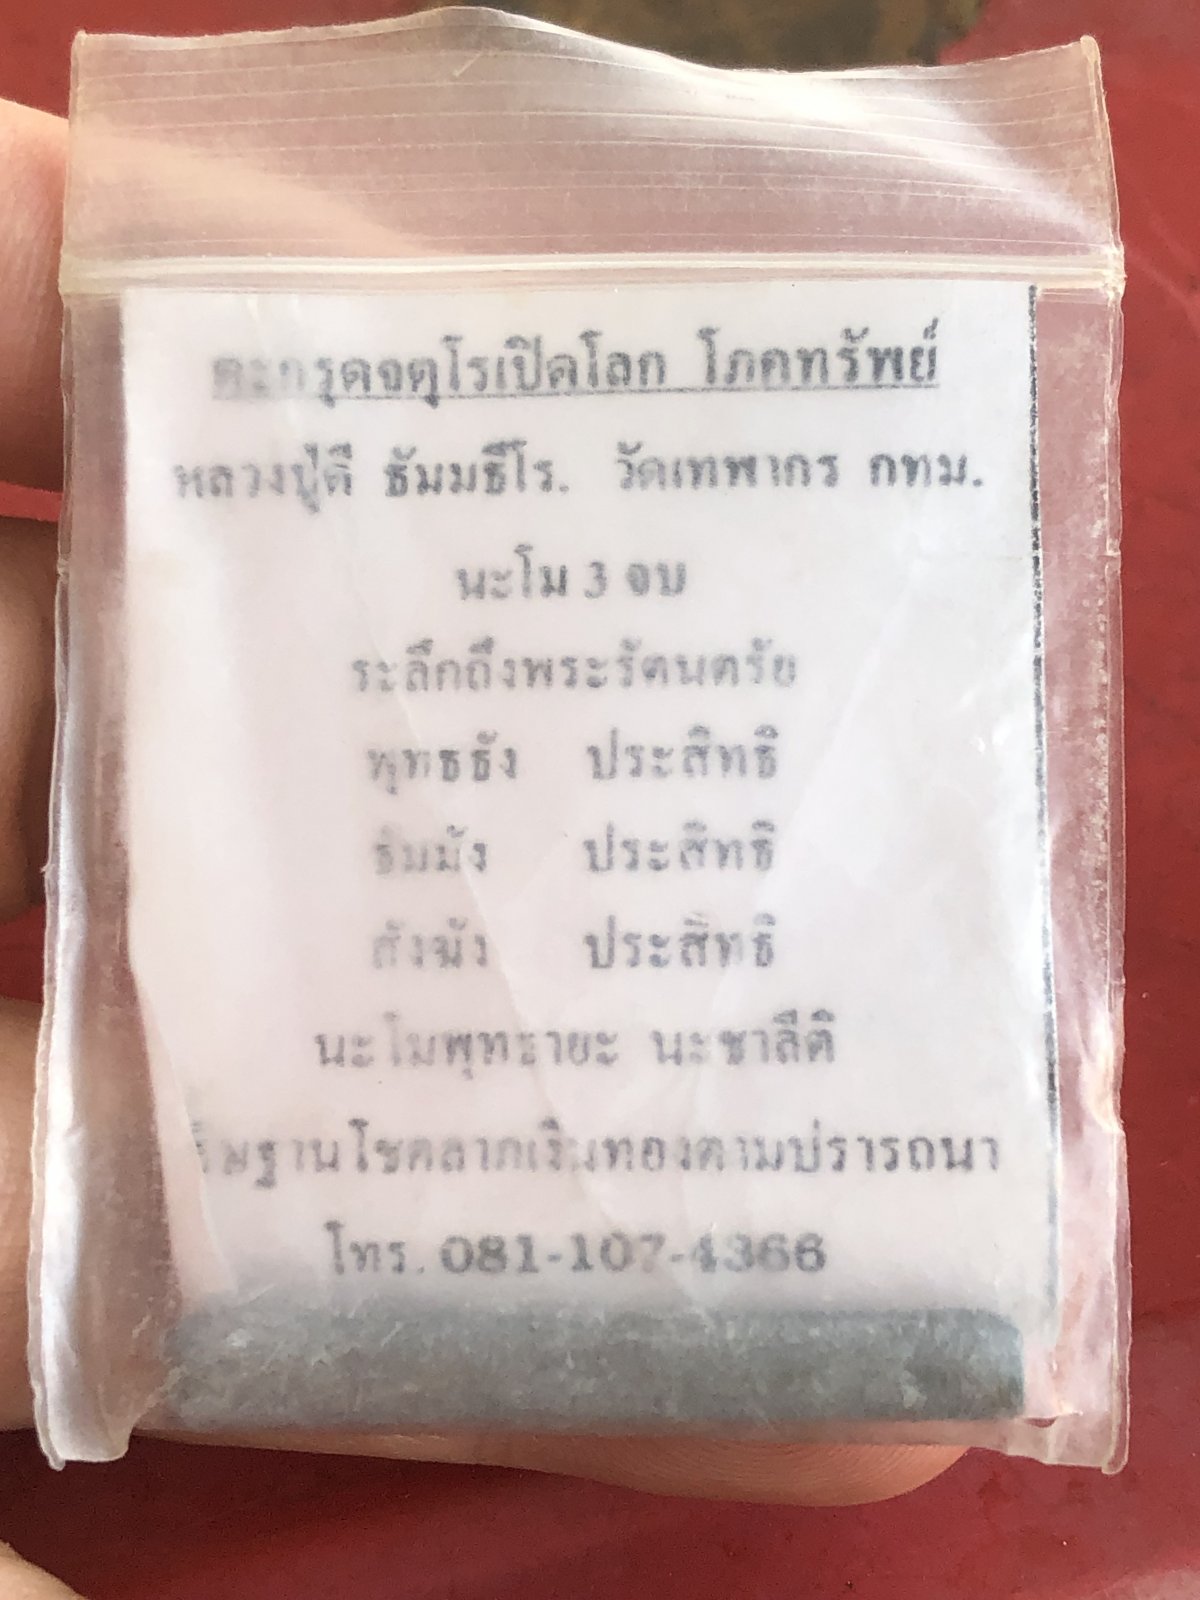 ตะกรุดจตุโรเปิดโลก โภคทรัพย์
หลวงปู่ดี ธัมมธีโร. วัดเทพากร กทม.
นะโม 3 จบ
ระลึกถึงพระรัตนตรัย
พุทธธัง ประสิทธิ
ธัมมัง ประสิทธิ
สังฆัง ประสิทธิ
นะโมพุทธายะ นะชาลีติ
ธิษฐานโชคลาภเงินทองตามปรารถนา
โทร. 081-107-4366